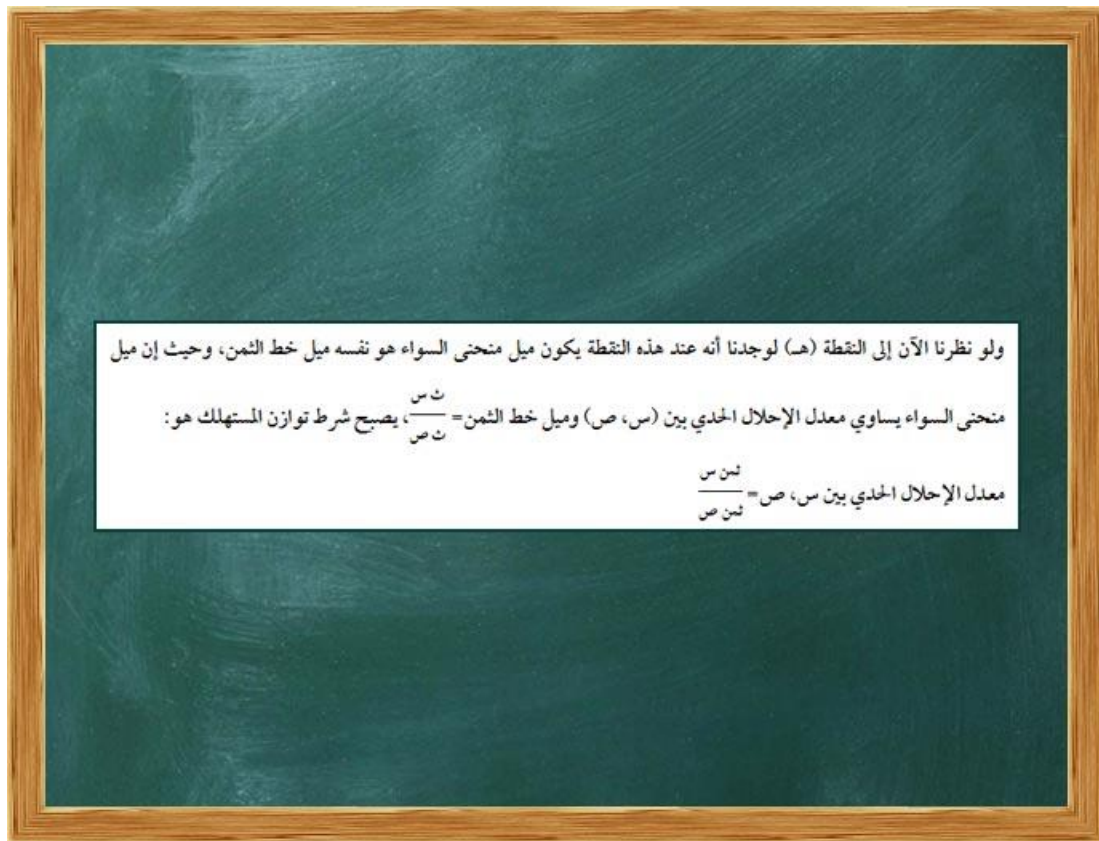 ولو نظرنا الآن إلى النقطة (هـ) لوجدنا أنه عند هذه النقطة يكون ميل منحنى السواء هو نفسه ميل خط الثمن، وحيث إن ميل
منحنى السواء يساوي معدل الإحلال الحدي بين (س، ص) وميل خط الثمن= ث س / ث ص، يصبح شرط توازن المستهلك هو:
معدل الإحلال الحدي بين س، ص= ثمن س / ثمن ص